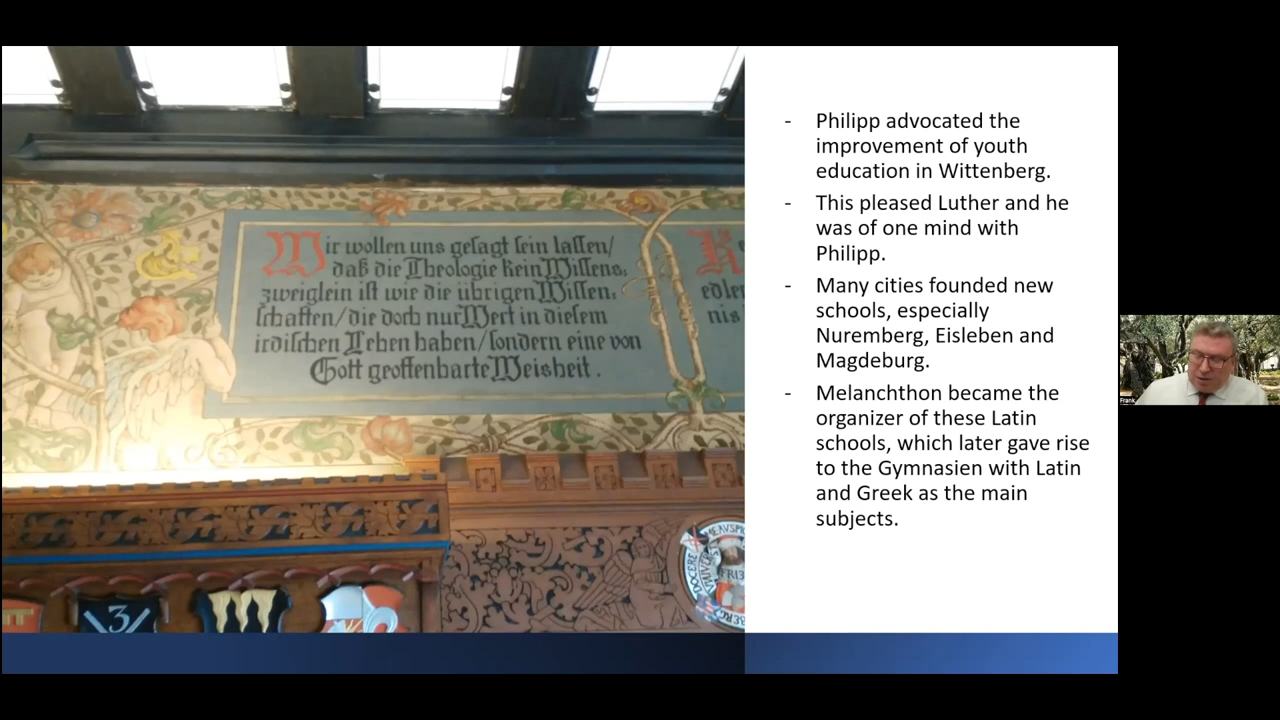 Wir wollen uns gesagt sein lassen/
daß die Theologie kein Wissens-
zweiglein ist wie die übrigen Wissen-
schaften/die doch nur Wert in diesem
irdischen Leben haben/sondern eine von
Gott geoffenbarte Weisheit.
edler
nis
3
- Philipp advocated the
improvement of youth
education in Wittenberg.
- This pleased Luther and he
was of one mind with
Philipp.
- Many cities founded new
schools, especially
Nuremberg, Eisleben and
Magdeburg.
- Melanchthon became the
organizer of these Latin
schools, which later gave rise
to the Gymnasien with Latin
and Greek as the main
subjects.
Frank